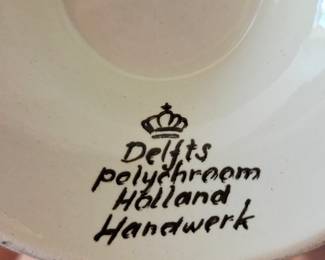 Delfts
polychroom
Holland
Handwerk